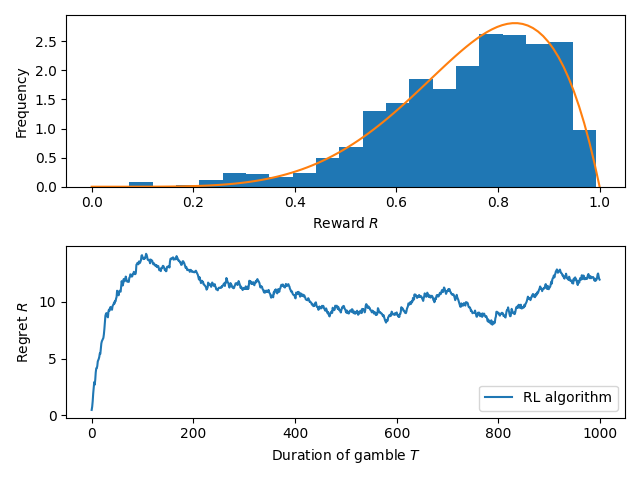 2.5
2.0
1.5
1.0
0.5
0.0
Frequency
0.0 0.2 0.4 0.6 0.8 1.0
Reward R
10
5
0
Regret R
RL algorithm
0 200 400 600 800 1000
Duration of gamble T